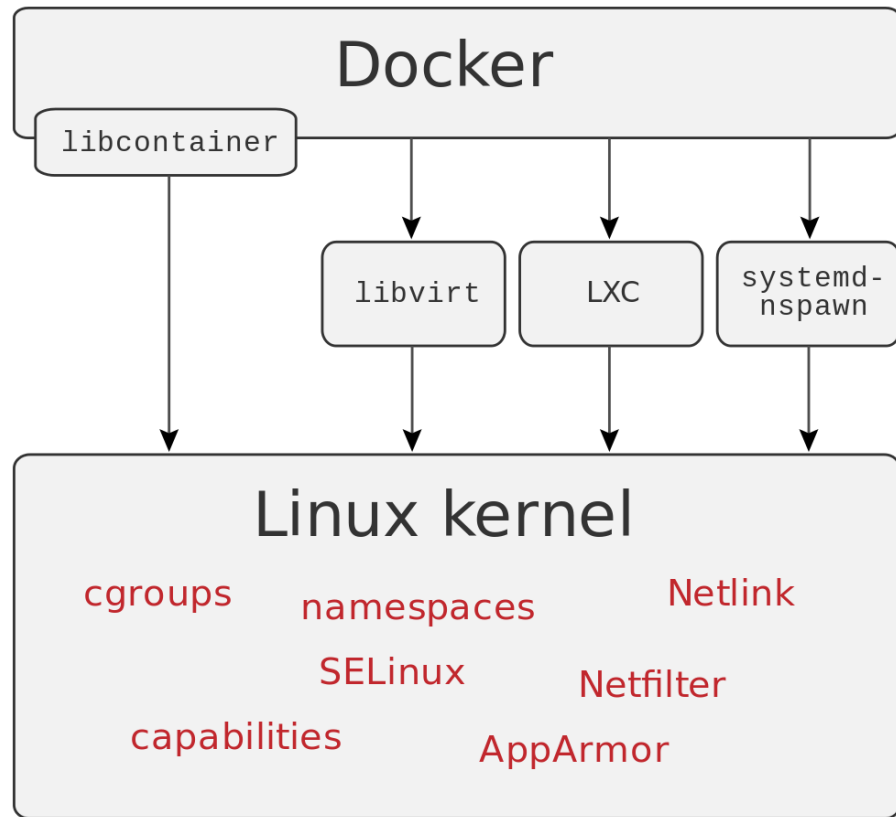 Docker
libcontainer
libvirt
LXC
systemd-
nspawn
Linux kernel
cgroups
namespaces
Netlink
SELinux
Netfilter
capabilities
AppArmor